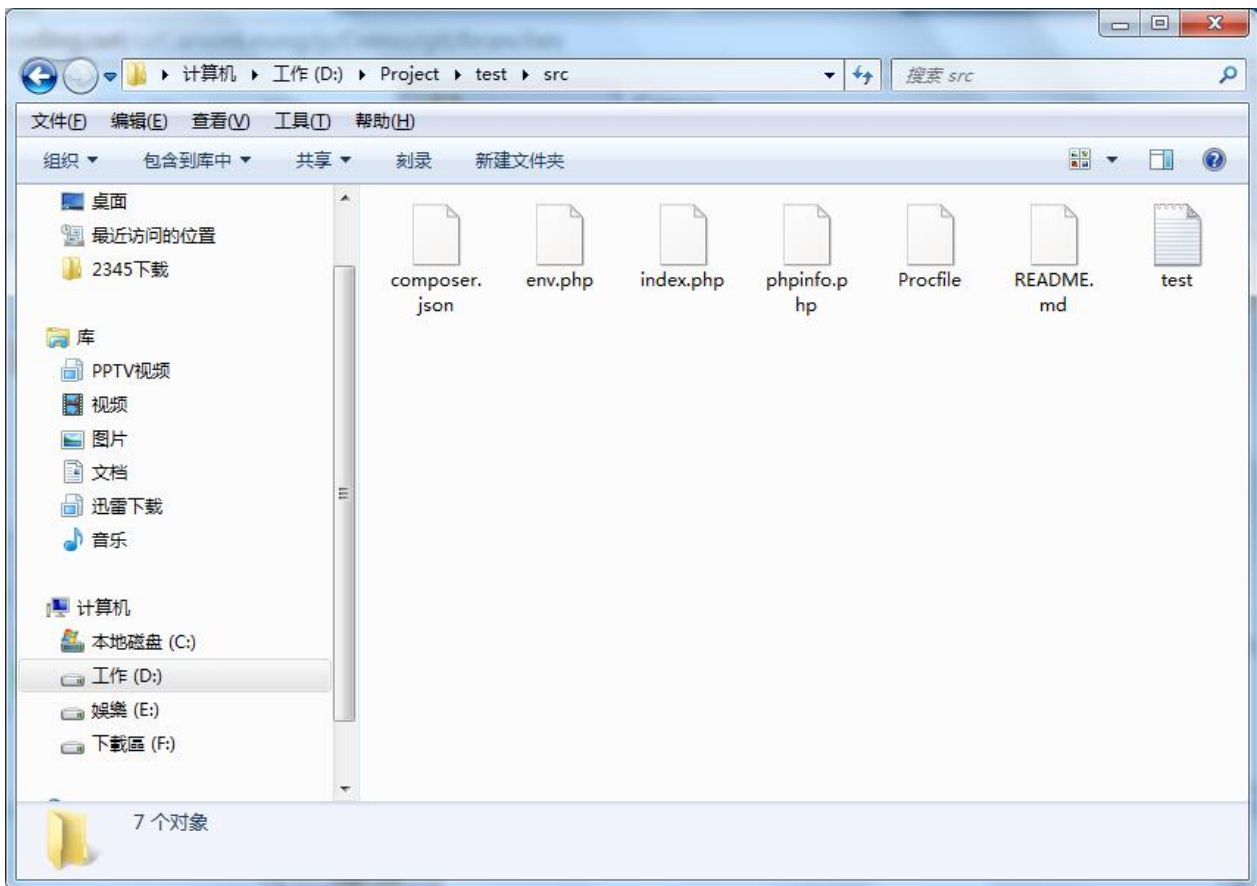 计算机 工作 (D:) Project test src 搜索 src
文件(F) 编辑(E) 查看(V) 工具(T) 帮助(H)
组织 包含到库中 共享 刻录 新建文件夹
桌面
最近访问的位置
2345下载
库
PPTV视频
视频
图片
文档
迅雷下载
音乐
计算机
本地磁盘 (C:)
工作 (D:)
娛樂 (E:)
下載區 (F:)
composer.
json
env.php
index.php
phpinfo.p
hp
Procfile
README.
md
test
7 个对象